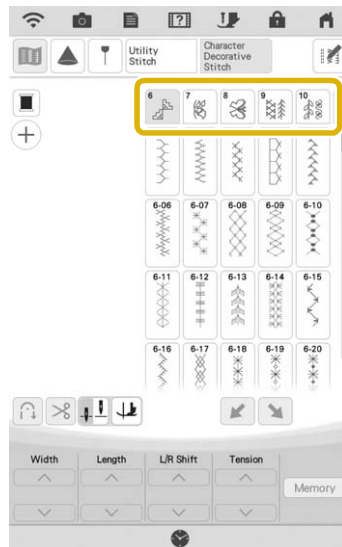 ?
Utility
Stitch
Character
Decorative
Stitch
6 7 8 9 10
6-06 6-07 6-08 6-09 6-10
6-11 6-12 6-13 6-14 6-15
6-16 6-17 6-18 6-19 6-20
Width Length L/R Shift Tension
Memory